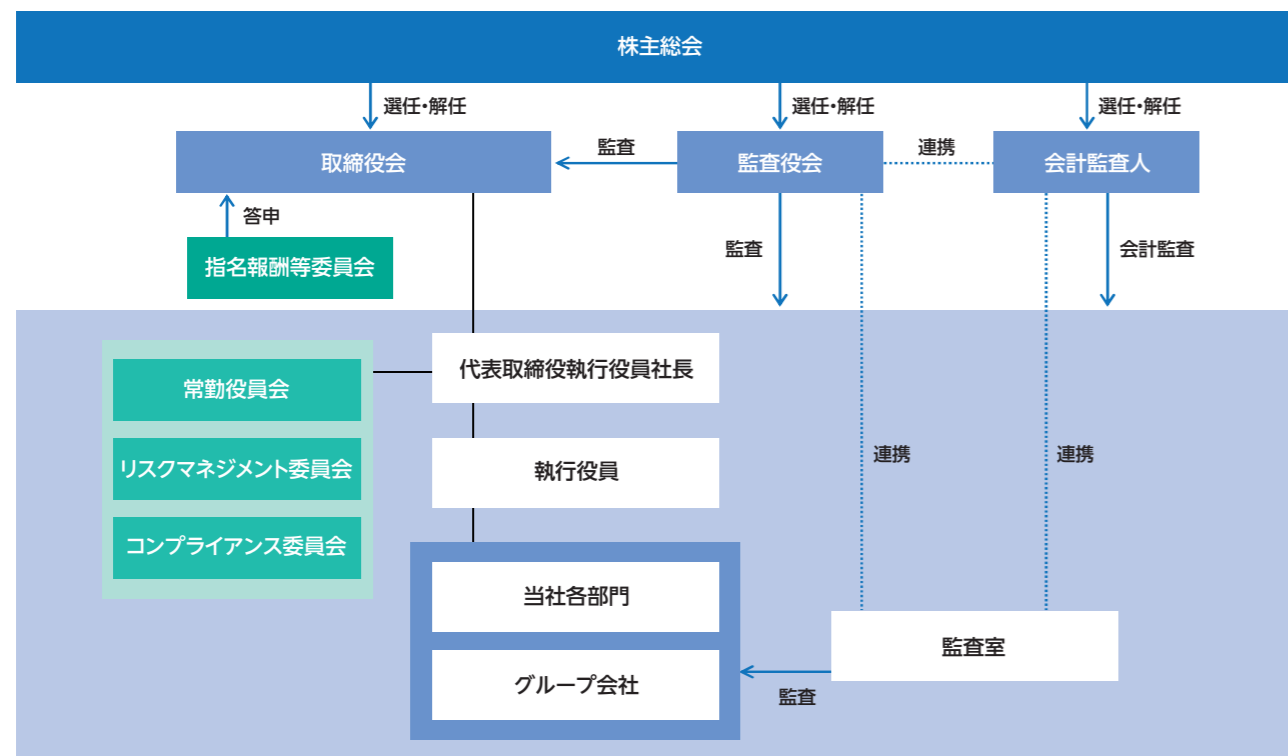 株主総会
選任・解任
選任・解任
選任・解任
取締役会
監査
監査役会
連携
会計監査人
答申
指名報酬等委員会
監査
会計監査
代表取締役執行役員社長
常勤役員会
リスクマネジメント委員会
執行役員
連携
連携
コンプライアンス委員会
当社各部門
監査室
グループ会社
監査